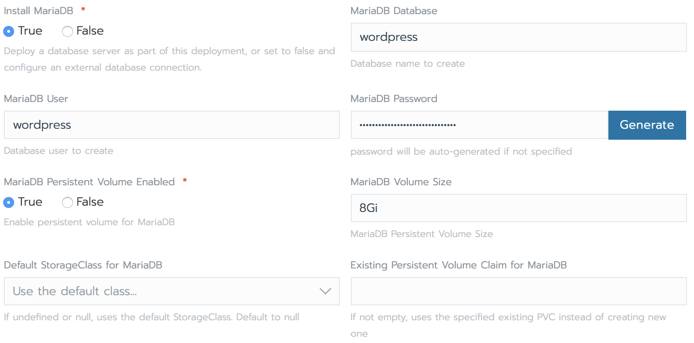 Install MariaDB *
True False
Deploy a database server as part of this deployment, or set to false and
configure an external database connection.
MariaDB Database
wordpress
Database name to create
MariaDB User
wordpress
Database user to create
MariaDB Password
••••••••••••••••••••••••••••••••
Generate
password will be auto-generated if not specified
MariaDB Persistent Volume Enabled *
True False
Enable persistent volume for MariaDB
MariaDB Volume Size
8Gi
MariaDB Persistent Volume Size
Default StorageClass for MariaDB
Use the default class...
If undefined or null, uses the default StorageClass. Default to null
Existing Persistent Volume Claim for MariaDB
If not empty, uses the specified existing PVC instead of creating new
one